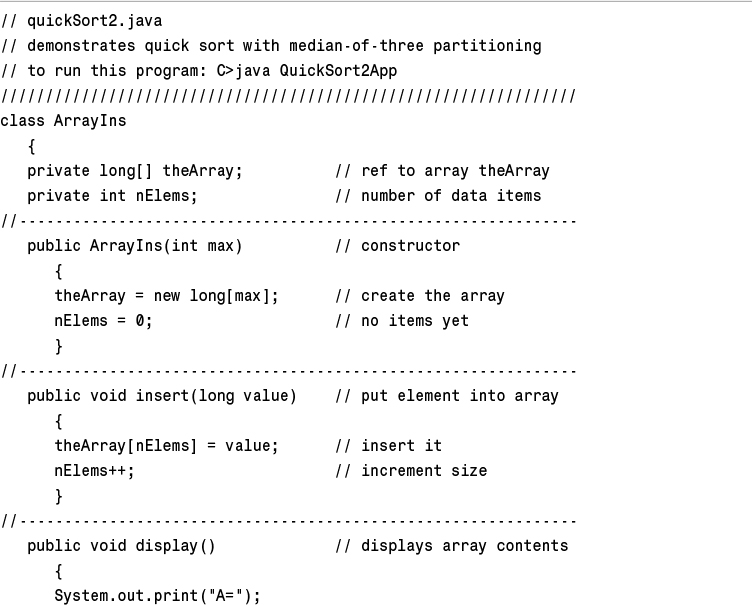 // quickSort2.java
// demonstrates quick sort with median-of-three partitioning
// to run this program: C>java QuickSort2App
////////////////////////////////////////////////////////////////
class ArrayIns
   {
   private long[] theArray;          // ref to array theArray
   private int nElems;               // number of data items
//--------------------------------------------------------------
   public ArrayIns(int max)          // constructor
      {
      theArray = new long[max];      // create the array
      nElems = 0;                    // no items yet
      }
//--------------------------------------------------------------
   public void insert(long value)    // put element into array
      {
      theArray[nElems] = value;      // insert it
      nElems++;                      // increment size
      }
//--------------------------------------------------------------
   public void display()             // displays array contents
      {
      System.out.print("A=");